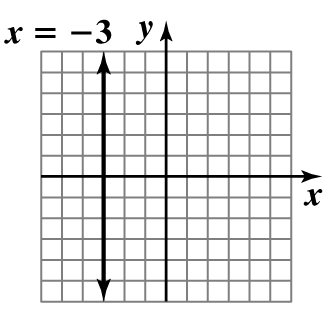 x = −3
y
x